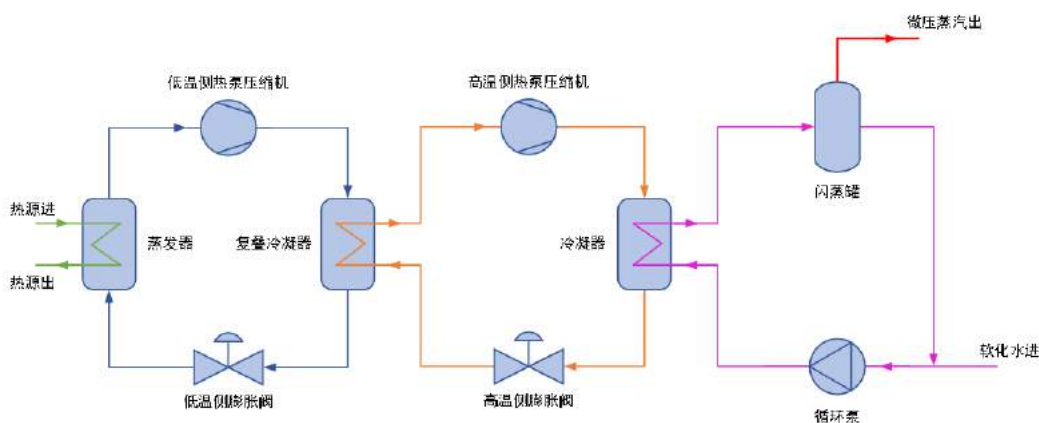 微压蒸汽出
低温侧热泵压缩机
高温侧热泵压缩机
闪蒸罐
热源进
蒸发器
复叠冷凝器
冷凝器
热源出
软化水进
低温侧膨胀阀
高温侧膨胀阀
循环泵